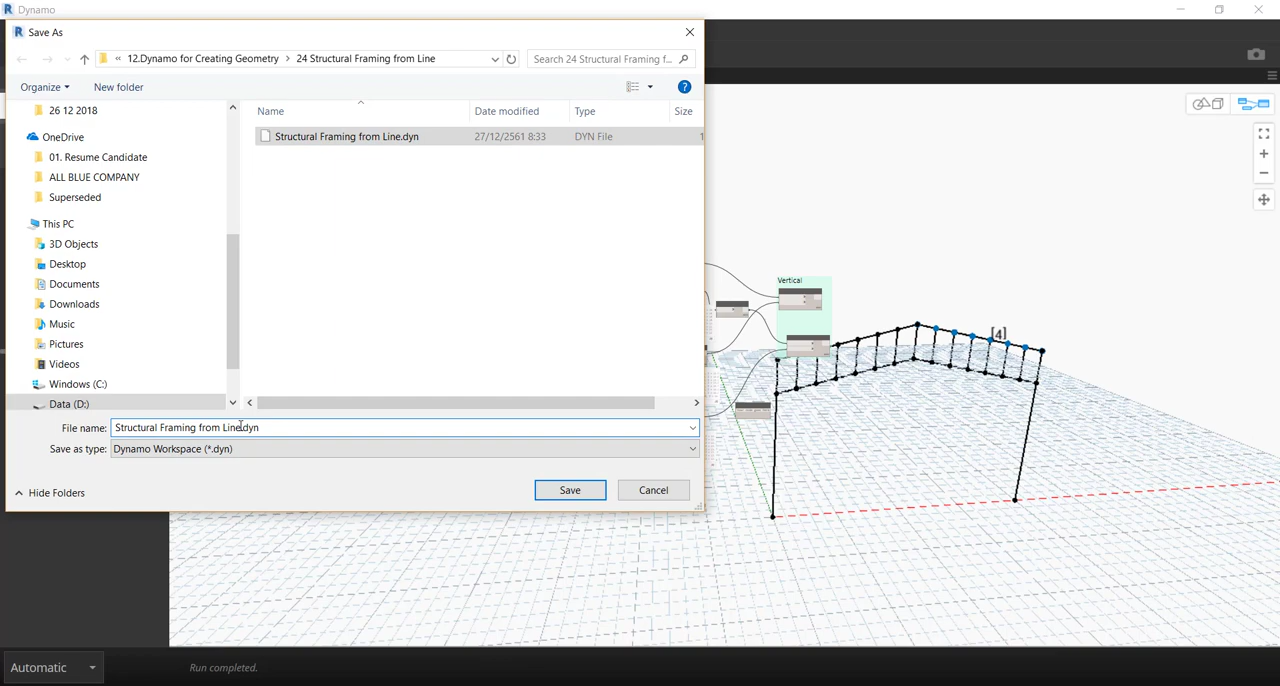 Dynamo
Save As
« 12.Dynamo for Creating Geometry › 24 Structural Framing from Line
Search 24 Structural Framing f...
Organize
New folder
26 12 2018
OneDrive
01. Resume Candidate
ALL BLUE COMPANY
Superseded
This PC
3D Objects
Desktop
Documents
Downloads
Music
Pictures
Videos
Windows (C:)
Data (D:)
Name
Date modified
Type
Size
Structural Framing from Line.dyn
27/12/2561 8:33
DYN File
1
File name:
Structural Framing from Line.dyn
Save as type:
Dynamo Workspace (*.dyn)
Hide Folders
Save
Cancel
Vertical
[4]
Automatic
Run completed.